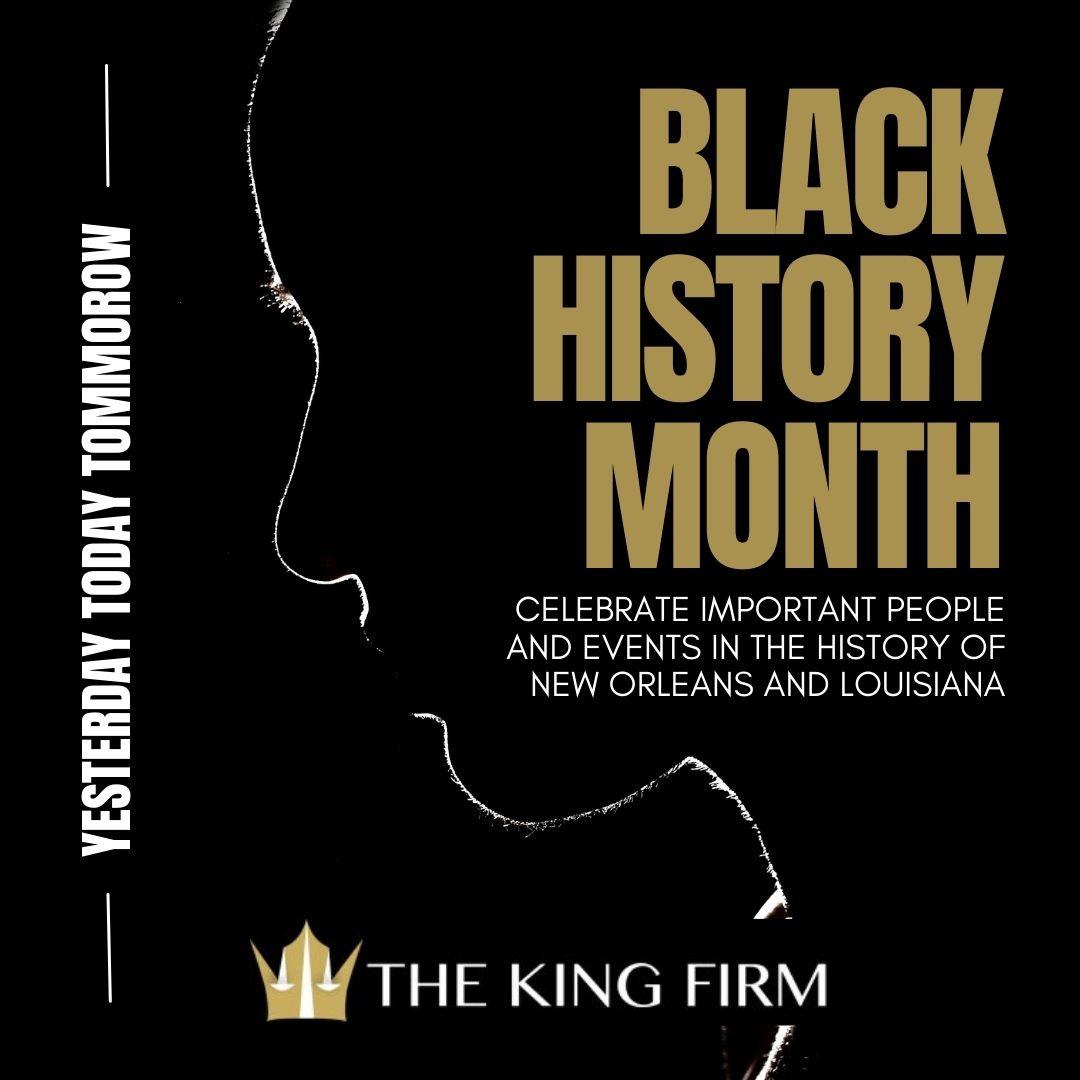 YESTERDAY TODAY TOMMOROW
BLACK
HISTORY
MONTH
CELEBRATE IMPORTANT PEOPLE
AND EVENTS IN THE HISTORY OF
NEW ORLEANS AND LOUISIANA
THE KING FIRM